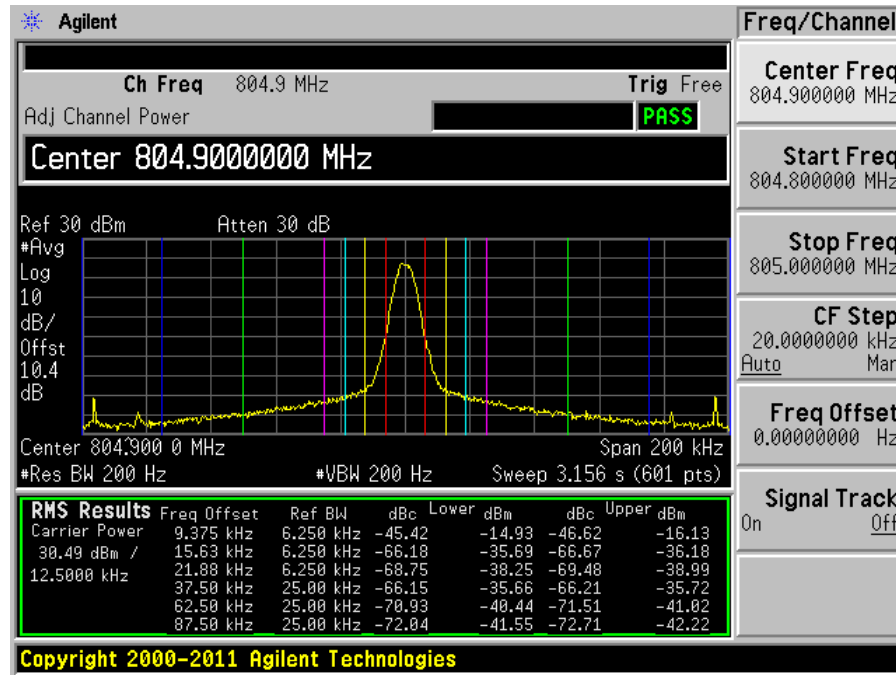 Agilent
Freq/Channel
Ch Freq 804.9 MHz Trig Free
Adj Channel Power PASS
Center 804.9000000 MHz
Ref 30 dBm Atten 30 dB
#Avg
Log
10
dB/
Offst
10.4
dB
Center 804.900 0 MHz Span 200 kHz
#Res BW 200 Hz #VBW 200 Hz Sweep 3.156 s (601 pts)
RMS Results Freq Offset Ref BW dBc Lower dBm dBc Upper dBm
Carrier Power 9.375 kHz 6.250 kHz -45.42 -14.93 -46.62 -16.13
30.49 dBm / 15.63 kHz 6.250 kHz -66.18 -35.69 -66.67 -36.18
12.5000 kHz 21.88 kHz 6.250 kHz -68.75 -38.25 -69.48 -38.99
37.50 kHz 25.00 kHz -66.15 -35.66 -66.21 -35.72
62.50 kHz 25.00 kHz -70.93 -40.44 -71.51 -41.02
87.50 kHz 25.00 kHz -72.04 -41.55 -72.71 -42.22
Copyright 2000-2011 Agilent Technologies
Center Freq
804.900000 MHz
Start Freq
804.800000 MHz
Stop Freq
805.000000 MHz
CF Step
20.0000000 kHz
Auto Man
Freq Offset
0.00000000 Hz
Signal Track
On Off